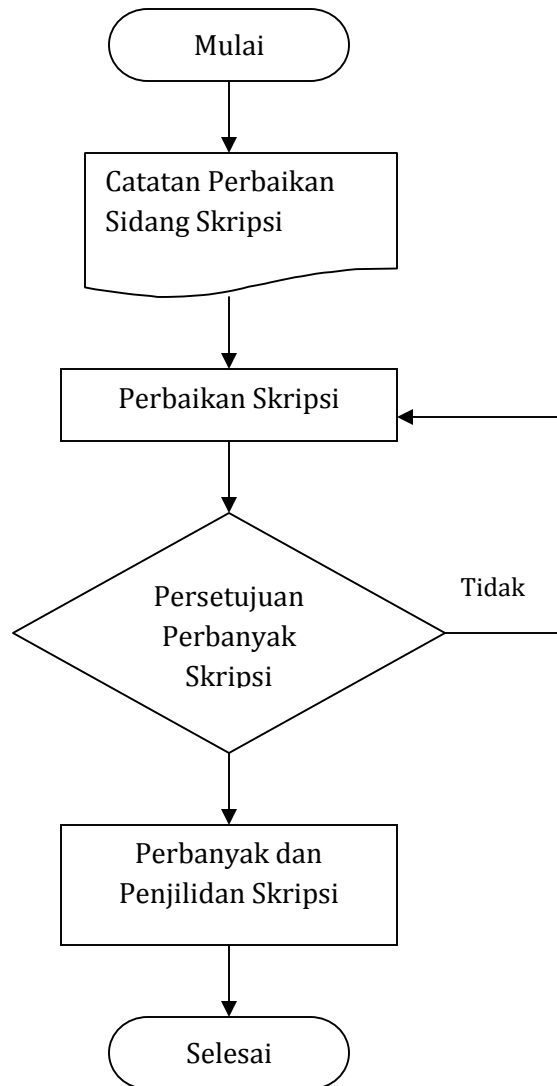 Mulai
Catatan Perbaikan
Sidang Skripsi
Perbaikan Skripsi
Persetujuan
Perbanyak
Skripsi
Tidak
Perbanyak dan
Penjilidan Skripsi
Selesai